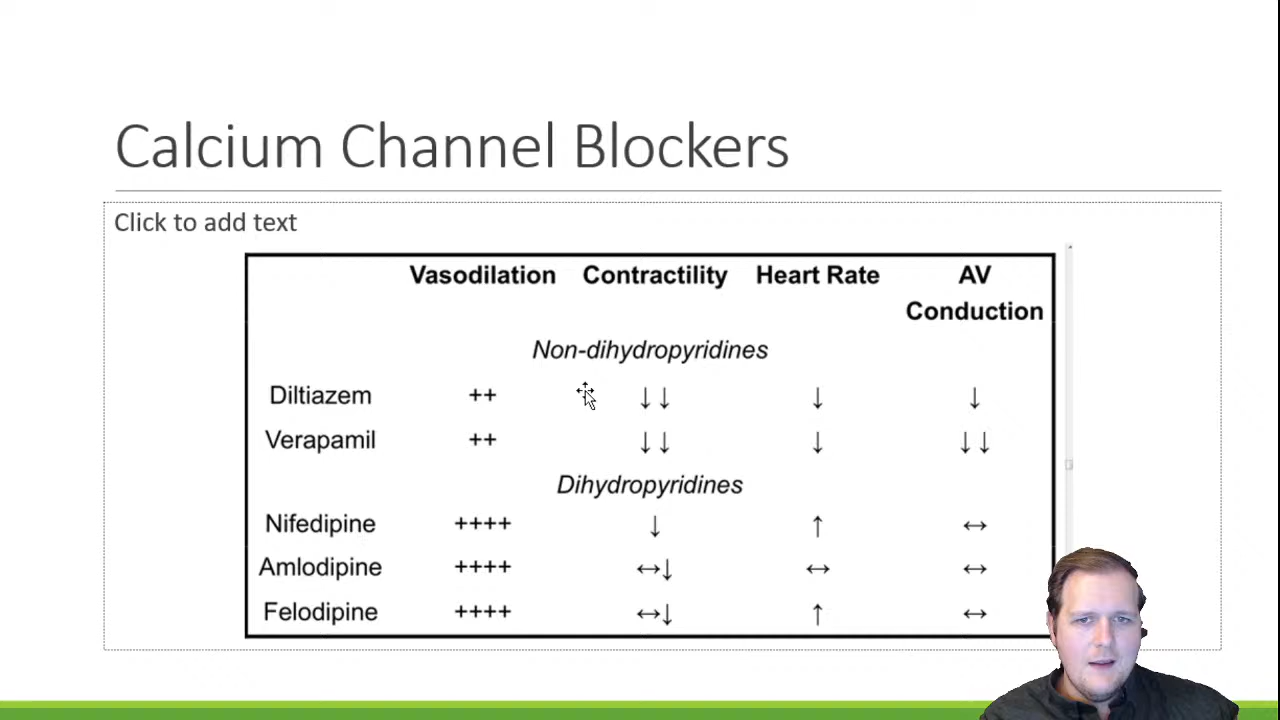 Calcium Channel Blockers
Click to add text
Vasodilation Contractility Heart Rate AV
Conduction
Non-dihydropyridines
Diltiazem ++ ↓↓ ↓ ↓
Verapamil ++ ↓↓ ↓ ↓↓
Dihydropyridines
Nifedipine ++++ ↓ ↑ ↔
Amlodipine ++++ ↔↓ ↔ ↔
Felodipine ++++ ↔↓ ↑ ↔